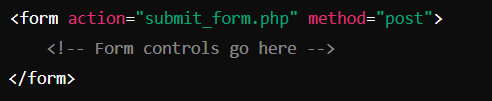 <form action="submit_form.php" method="post">
    <!-- Form controls go here -->
</form>